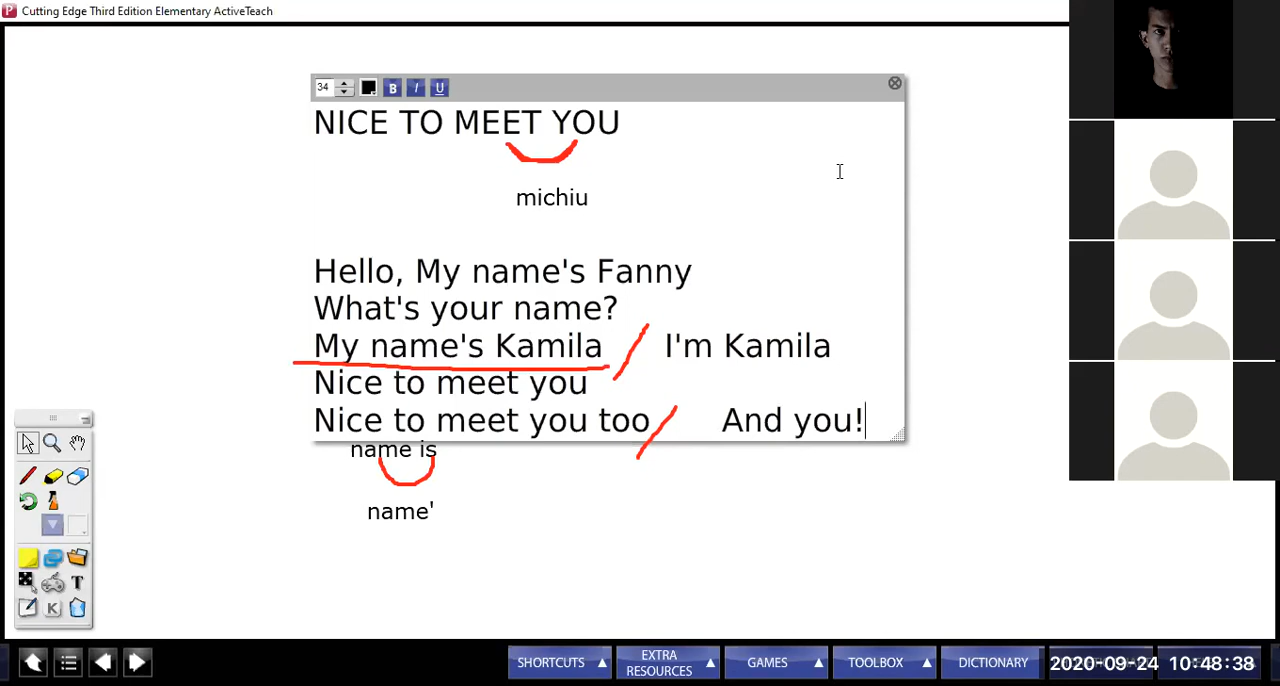 Cutting Edge Third Edition Elementary ActiveTeach
34 B I U
NICE TO MEET YOU
michiu
Hello, My name's Fanny
What's your name?
My name's Kamila / I'm Kamila
Nice to meet you
Nice to meet you too / And you!
name is
name'
T
K
SHORTCUTS
EXTRA RESOURCES
GAMES
TOOLBOX
DICTIONARY
2020-09-24 10:48:38